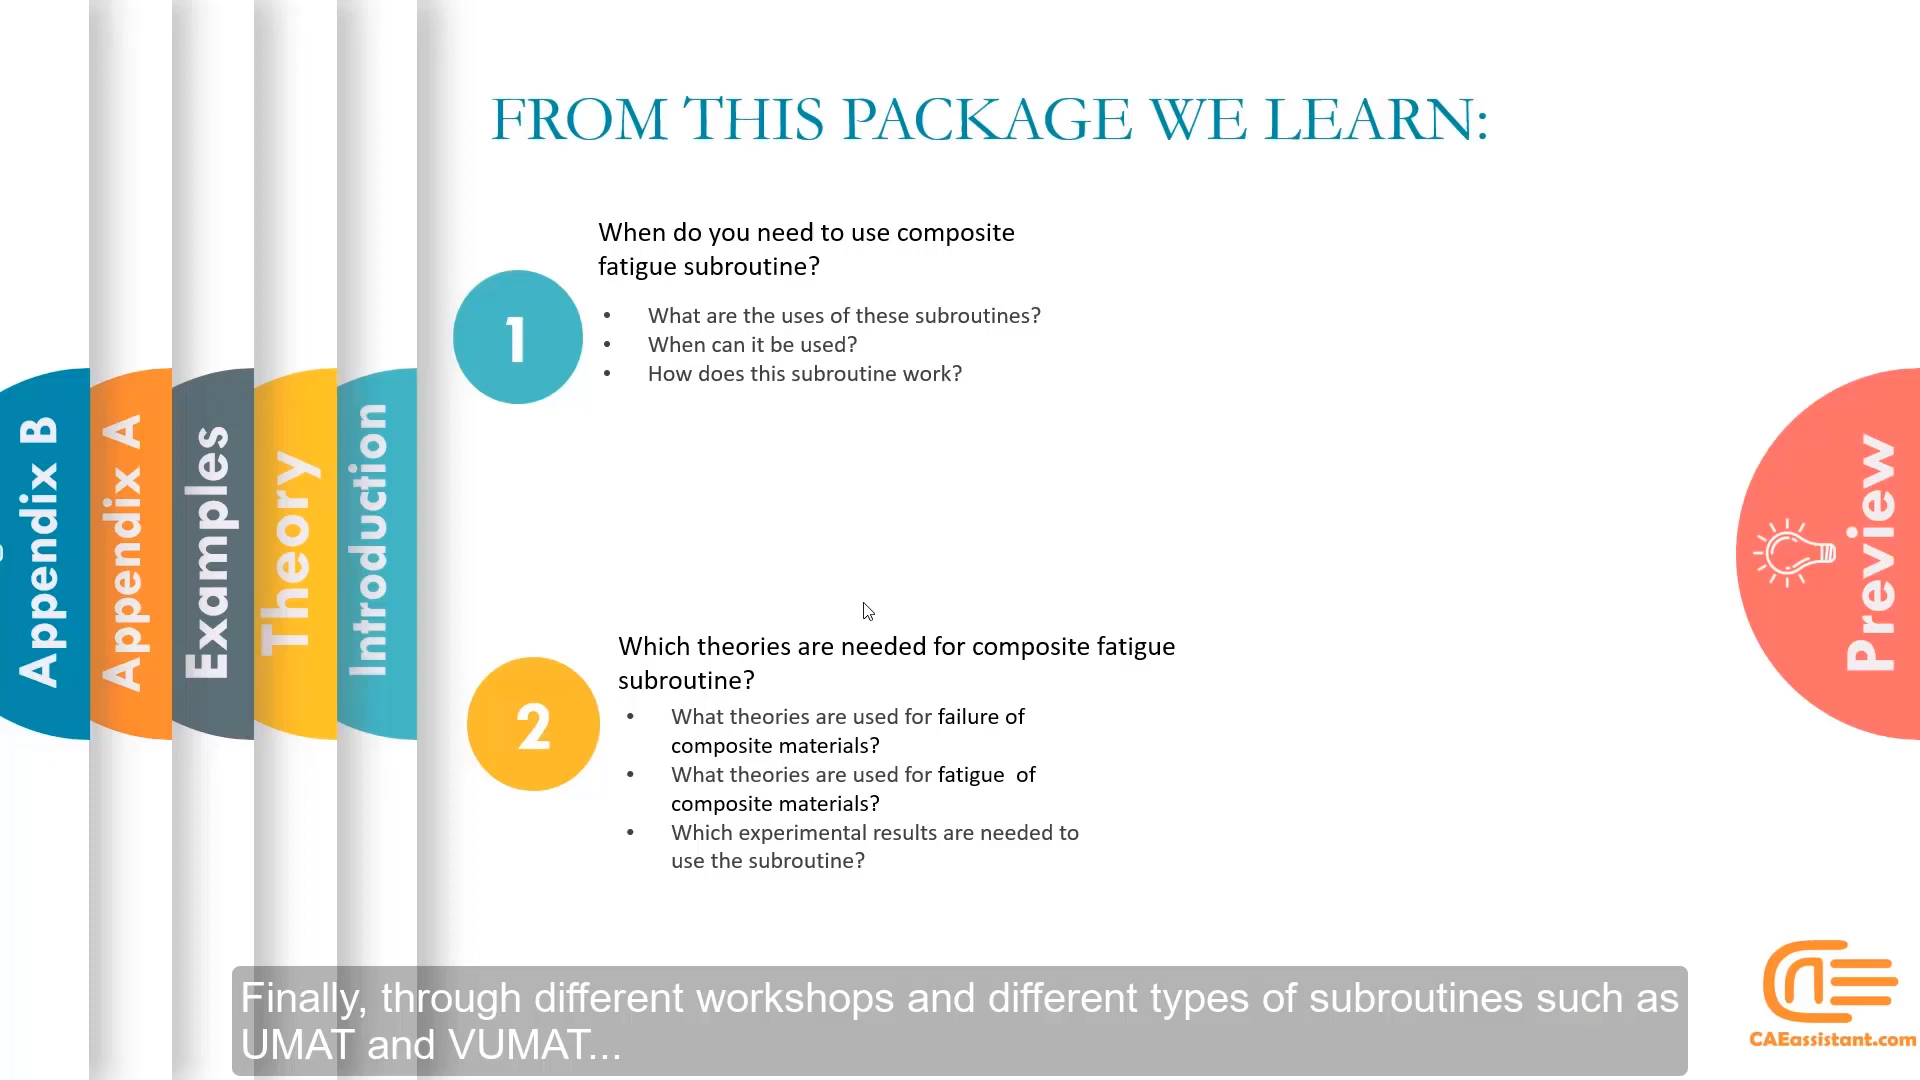 FROM THIS PACKAGE WE LEARN:
When do you need to use composite
fatigue subroutine?
1
• What are the uses of these subroutines?
• When can it be used?
• How does this subroutine work?
Appendix B
Appendix A
Examples
Theory
Introduction
Preview
Which theories are needed for composite fatigue
subroutine?
2
• What theories are used for failure of
composite materials?
• What theories are used for fatigue of
composite materials?
• Which experimental results are needed to
use the subroutine?
Finally, through different workshops and different types of subroutines such as
UMAT and VUMAT...
CAEassistant.com